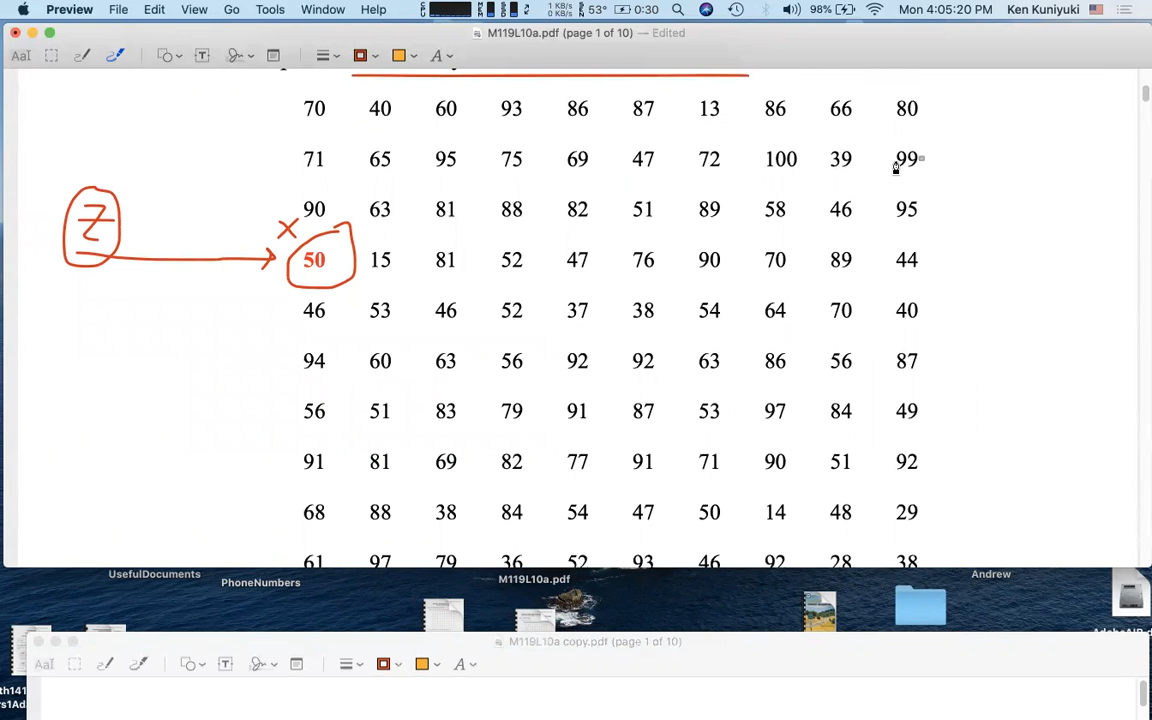 Preview File Edit View Go Tools Window Help 1 KB/s 0 KB/s 53° 0:30 98% Mon 4:05:20 PM Ken Kuniyuki
M119L10a.pdf (page 1 of 10) — Edited
AaI T A
70 40 60 93 86 87 13 86 66 80
71 65 95 75 69 47 72 100 39 99
90 63 81 88 82 51 89 58 46 95
Z x
50 15 81 52 47 76 90 70 89 44
46 53 46 52 37 38 54 64 70 40
94 60 63 56 92 92 63 86 56 87
56 51 83 79 91 87 53 97 84 49
91 81 69 82 77 91 71 90 51 92
68 88 38 84 54 47 50 14 48 29
61 97 79 36 52 93 46 92 28 38
UsefulDocuments PhoneNumbers M119L10a.pdf Andrew
M119L10a copy.pdf (page 1 of 10)
AaI T A